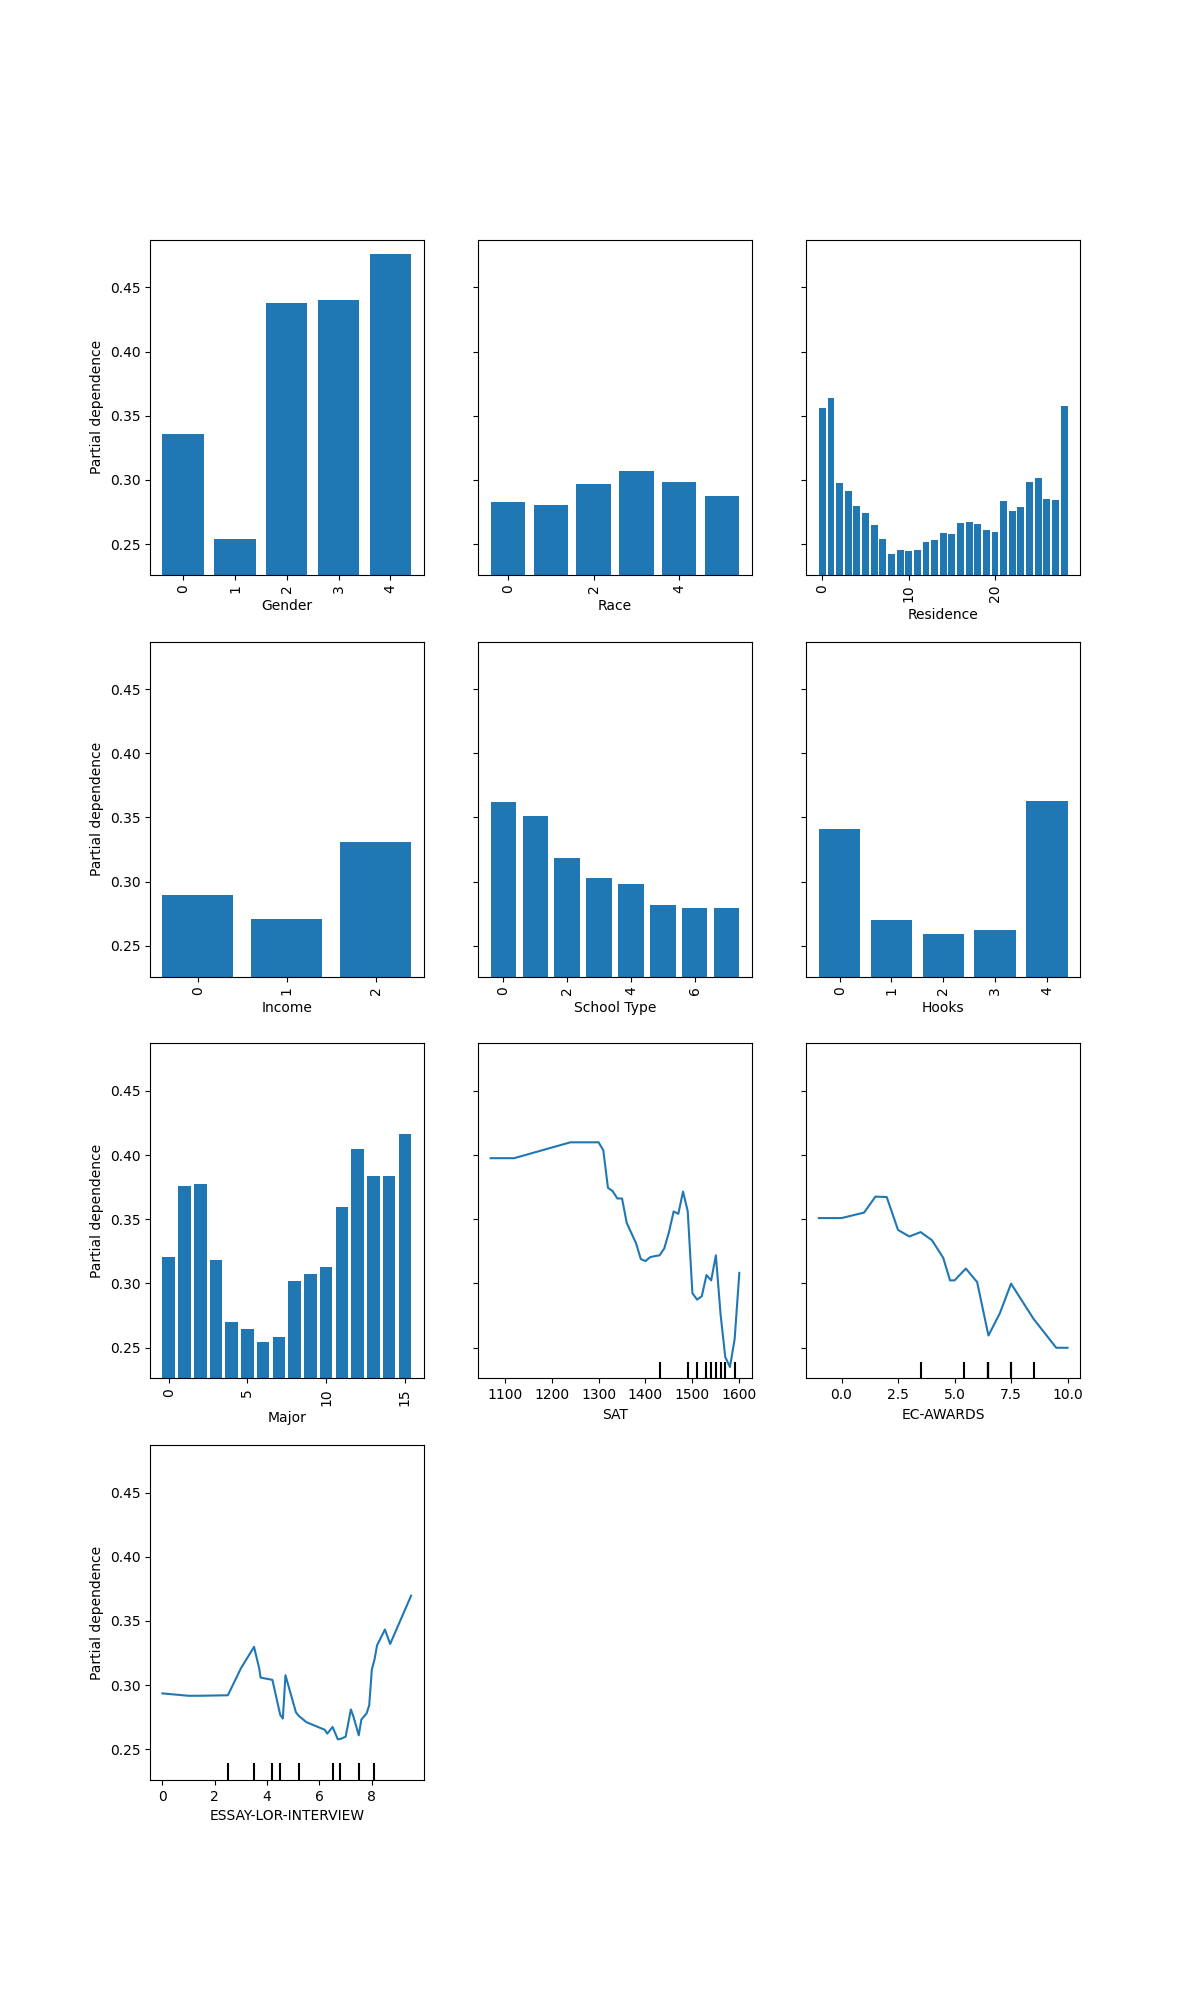 Partial dependence
0.45
0.40
0.35
0.30
0.25
0 1 2 3 4
Gender
0 2 4
Race
0 10 20
Residence
Partial dependence
0.45
0.40
0.35
0.30
0.25
0 1 2
Income
0 2 4 6
School Type
0 1 2 3 4
Hooks
Partial dependence
0.45
0.40
0.35
0.30
0.25
0 5 10 15
Major
1100 1200 1300 1400 1500 1600
SAT
0.0 2.5 5.0 7.5 10.0
EC-AWARDS
Partial dependence
0.45
0.40
0.35
0.30
0.25
0 2 4 6 8
ESSAY-LOR-INTERVIEW